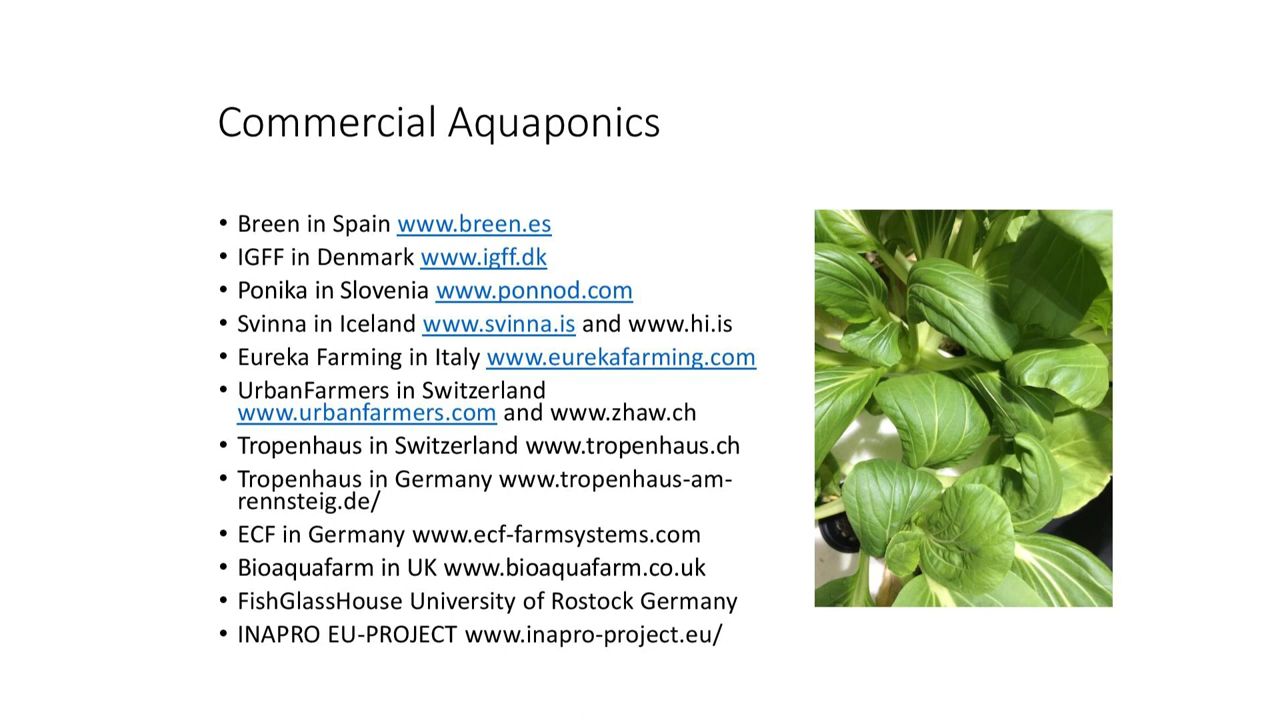 Commercial Aquaponics
• Breen in Spain www.breen.es
• IGFF in Denmark www.igff.dk
• Ponika in Slovenia www.ponnod.com
• Svinna in Iceland www.svinna.is and www.hi.is
• Eureka Farming in Italy www.eurekafarming.com
• UrbanFarmers in Switzerland
www.urbanfarmers.com and www.zhaw.ch
• Tropenhaus in Switzerland www.tropenhaus.ch
• Tropenhaus in Germany www.tropenhaus-am-
rennsteig.de/
• ECF in Germany www.ecf-farmsystems.com
• Bioaquafarm in UK www.bioaquafarm.co.uk
• FishGlassHouse University of Rostock Germany
• INAPRO EU-PROJECT www.inapro-project.eu/